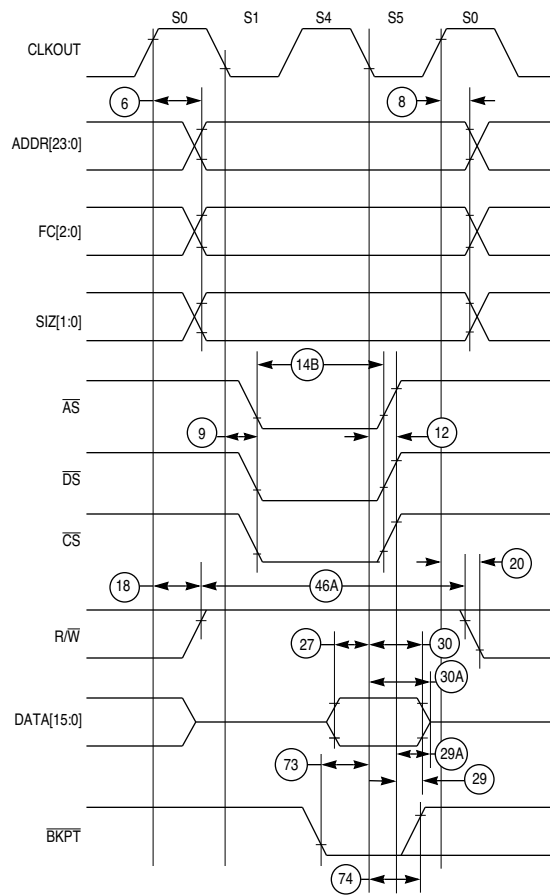 S0 S1 S4 S5 S0
CLKOUT
6 8
ADDR[23:0]
FC[2:0]
SIZ[1:0]
14B
AS
9 12
DS
CS
18 46A 20
R/W
27 30
30A
DATA[15:0]
29A
73 29
BKPT
74